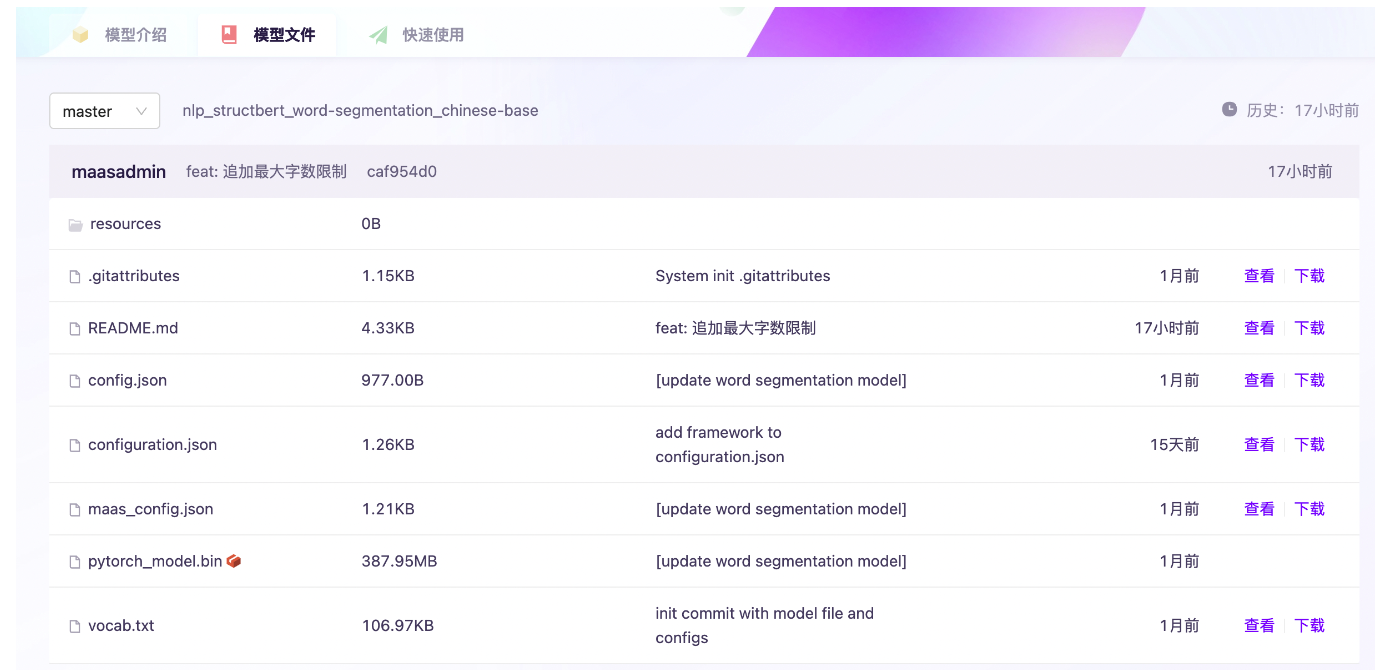 模型介绍 模型文件 快速使用
master nlp_structbert_word-segmentation_chinese-base 历史：17小时前
maasadmin feat: 追加最大字数限制 caf954d0 17小时前
resources 0B
.gitattributes 1.15KB System init .gitattributes 1月前 查看 下载
README.md 4.33KB feat: 追加最大字数限制 17小时前 查看 下载
config.json 977.00B [update word segmentation model] 1月前 查看 下载
configuration.json 1.26KB add framework to
configuration.json 15天前 查看 下载
maas_config.json 1.21KB [update word segmentation model] 1月前 查看 下载
pytorch_model.bin 387.95MB [update word segmentation model] 1月前
vocab.txt 106.97KB init commit with model file and
configs 1月前 查看 下载